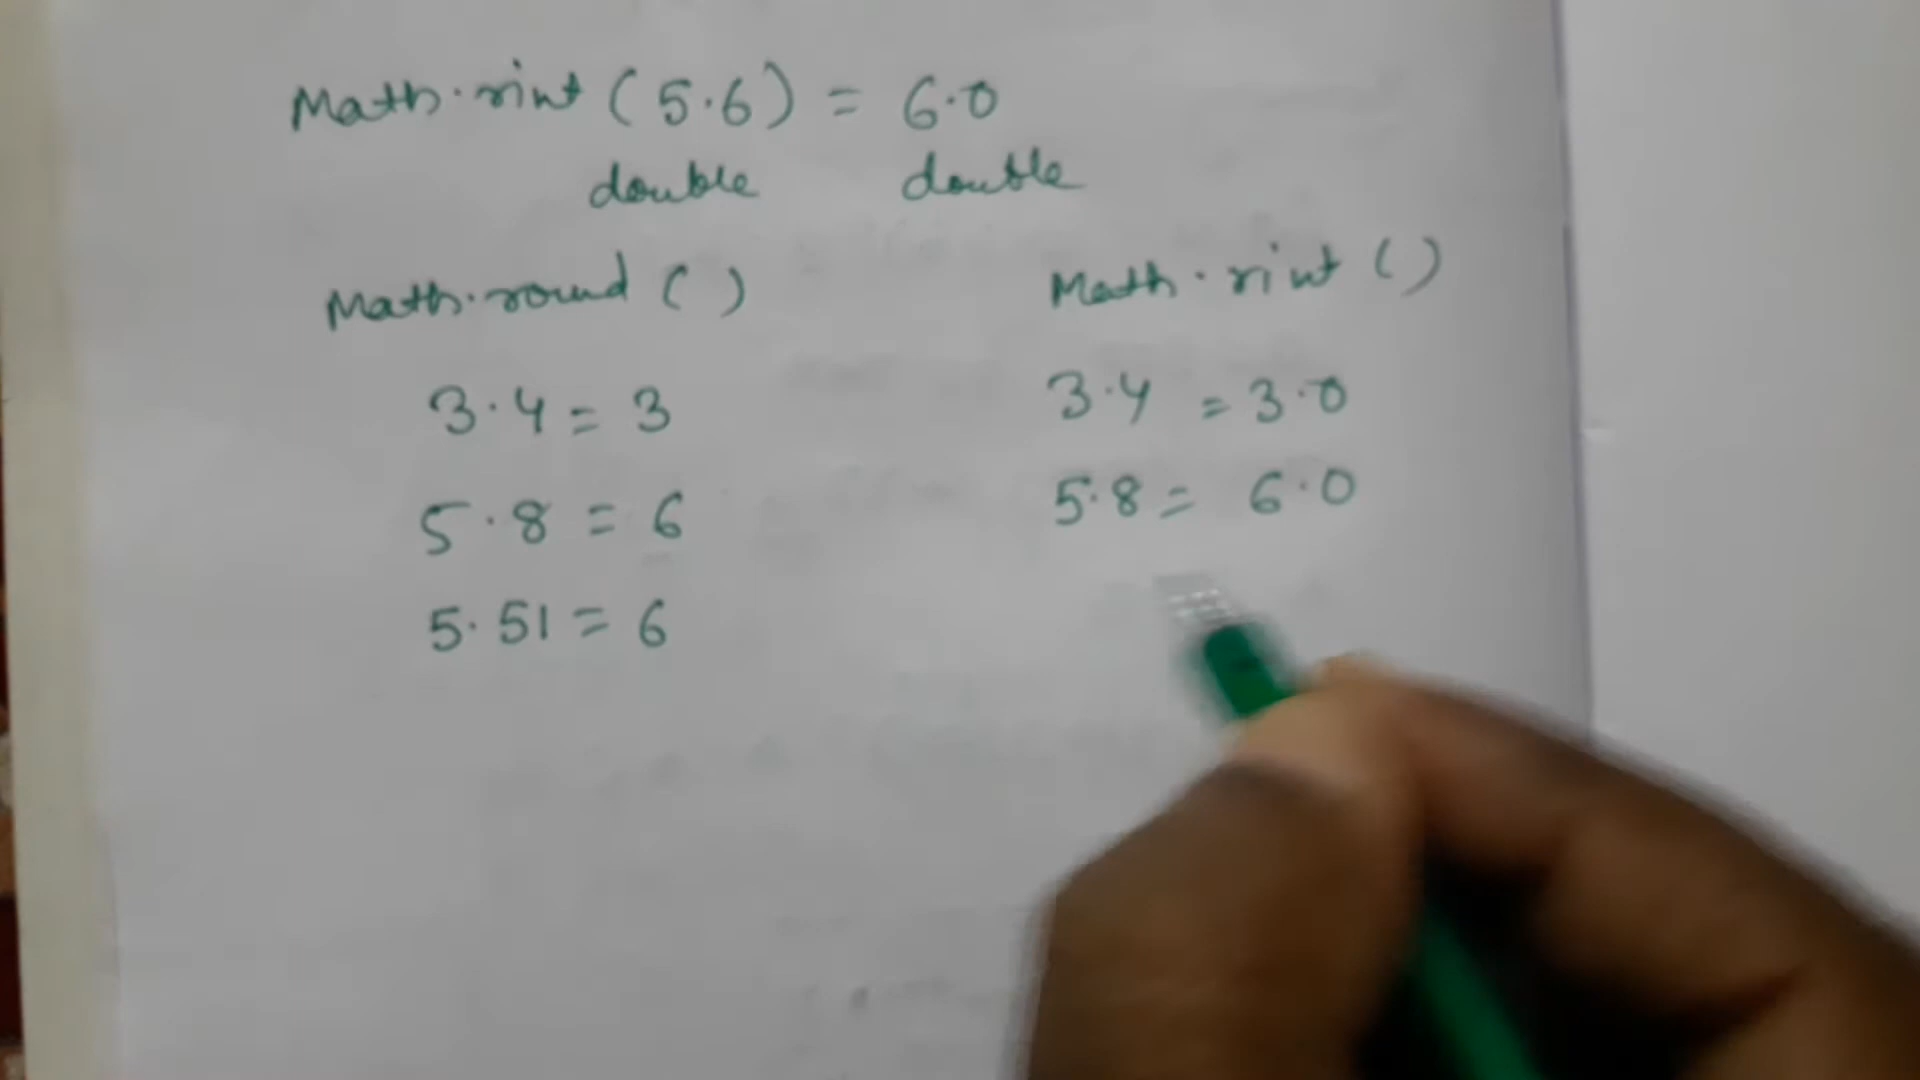 Math.rint (5.6) = 6.0
double double
Math.round ( ) Math.rint ( )
3.4 = 3 3.4 = 3.0
5.8 = 6 5.8 = 6.0
5.51 = 6